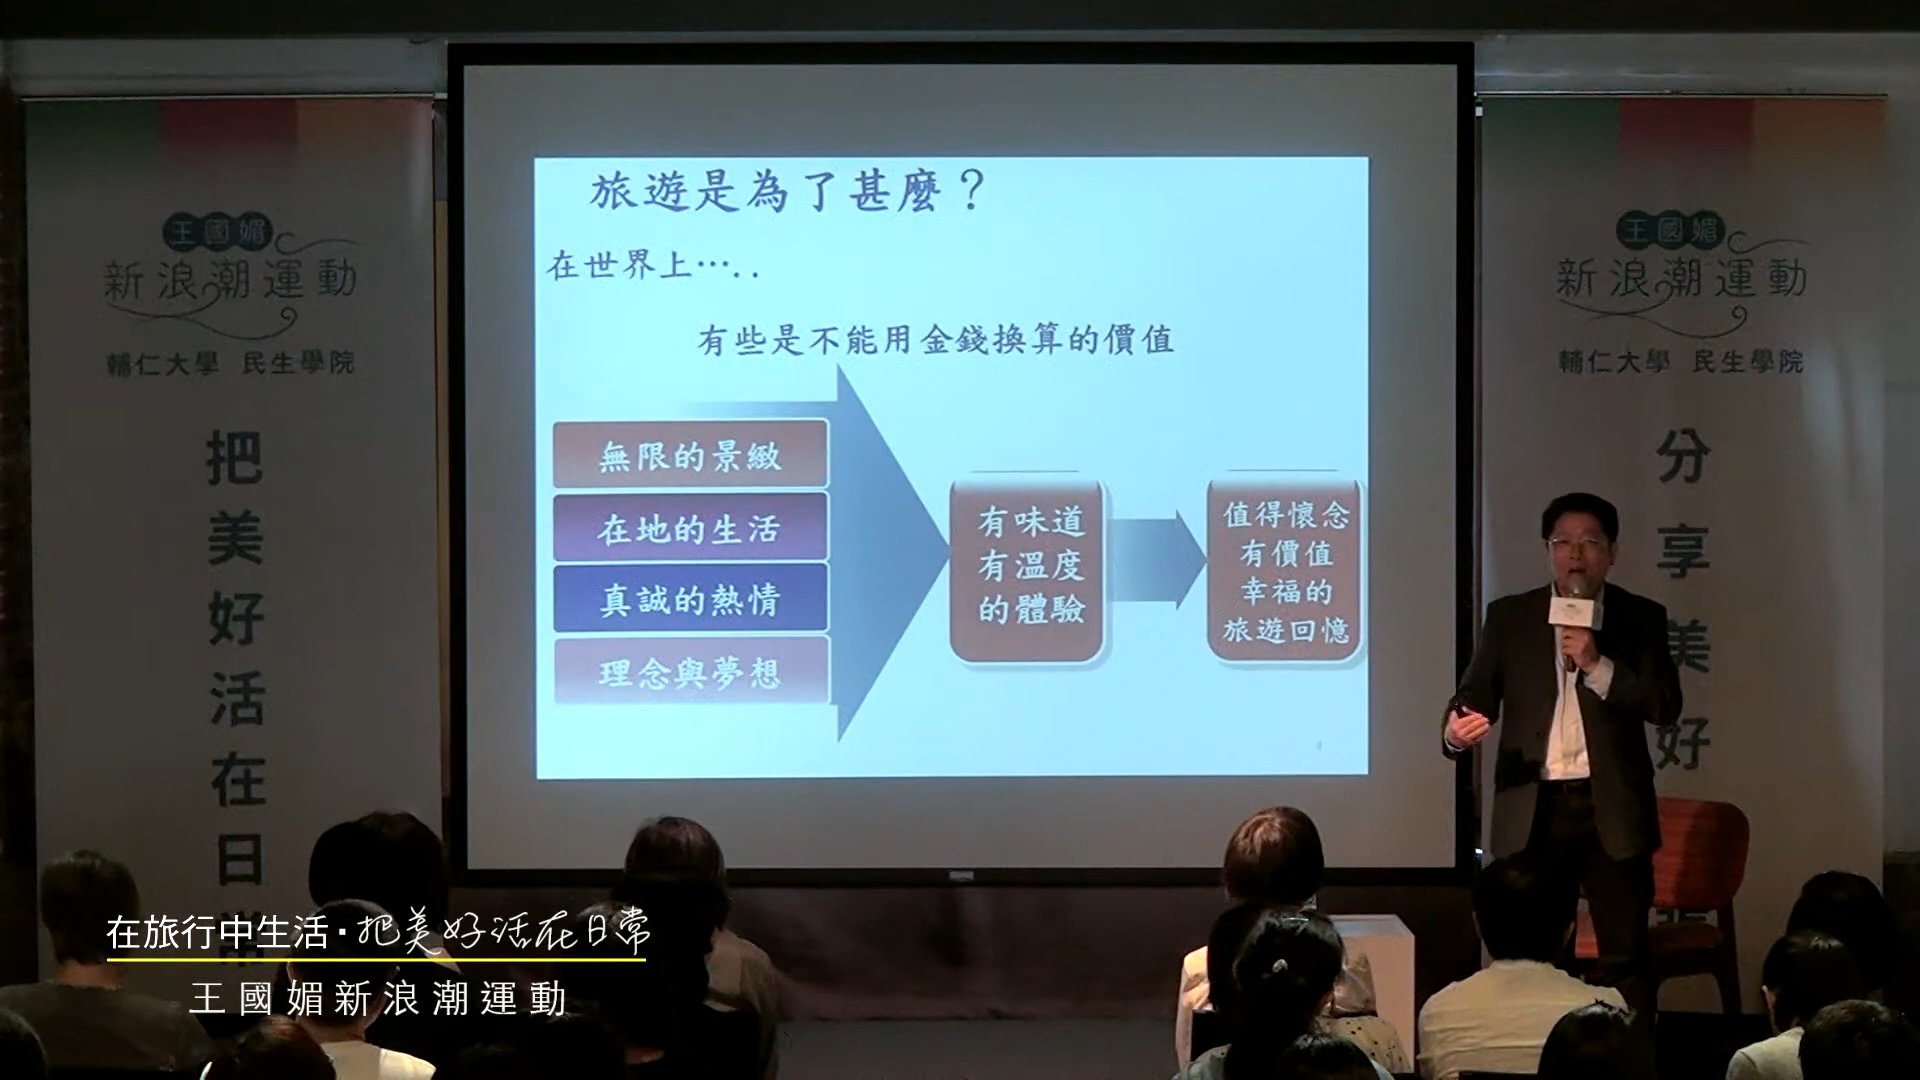 王國媚
新浪潮運動
輔仁大學 民生學院
把美好活在日常
旅遊是為了甚麼？
在世界上…..
有些是不能用金錢換算的價值
無限的景緻
在地的生活
真誠的熱情
理念與夢想
有味道
有溫度
的體驗
值得懷念
有價值
幸福的
旅遊回憶
王國媚
新浪潮運動
輔仁大學 民生學院
分享美好
在旅行中生活·把美好活在日常
王國媚新浪潮運動